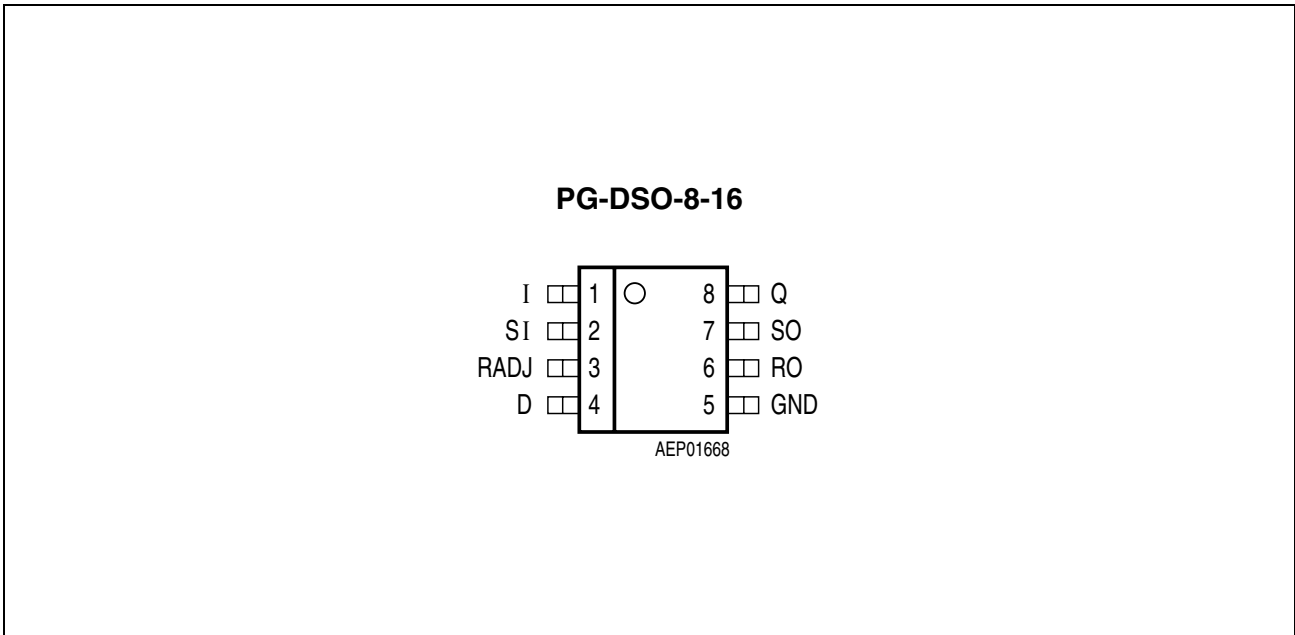 PG-DSO-8-16
I 1 8 Q
SI 2 7 SO
RADJ 3 6 RO
D 4 5 GND
AEP01668